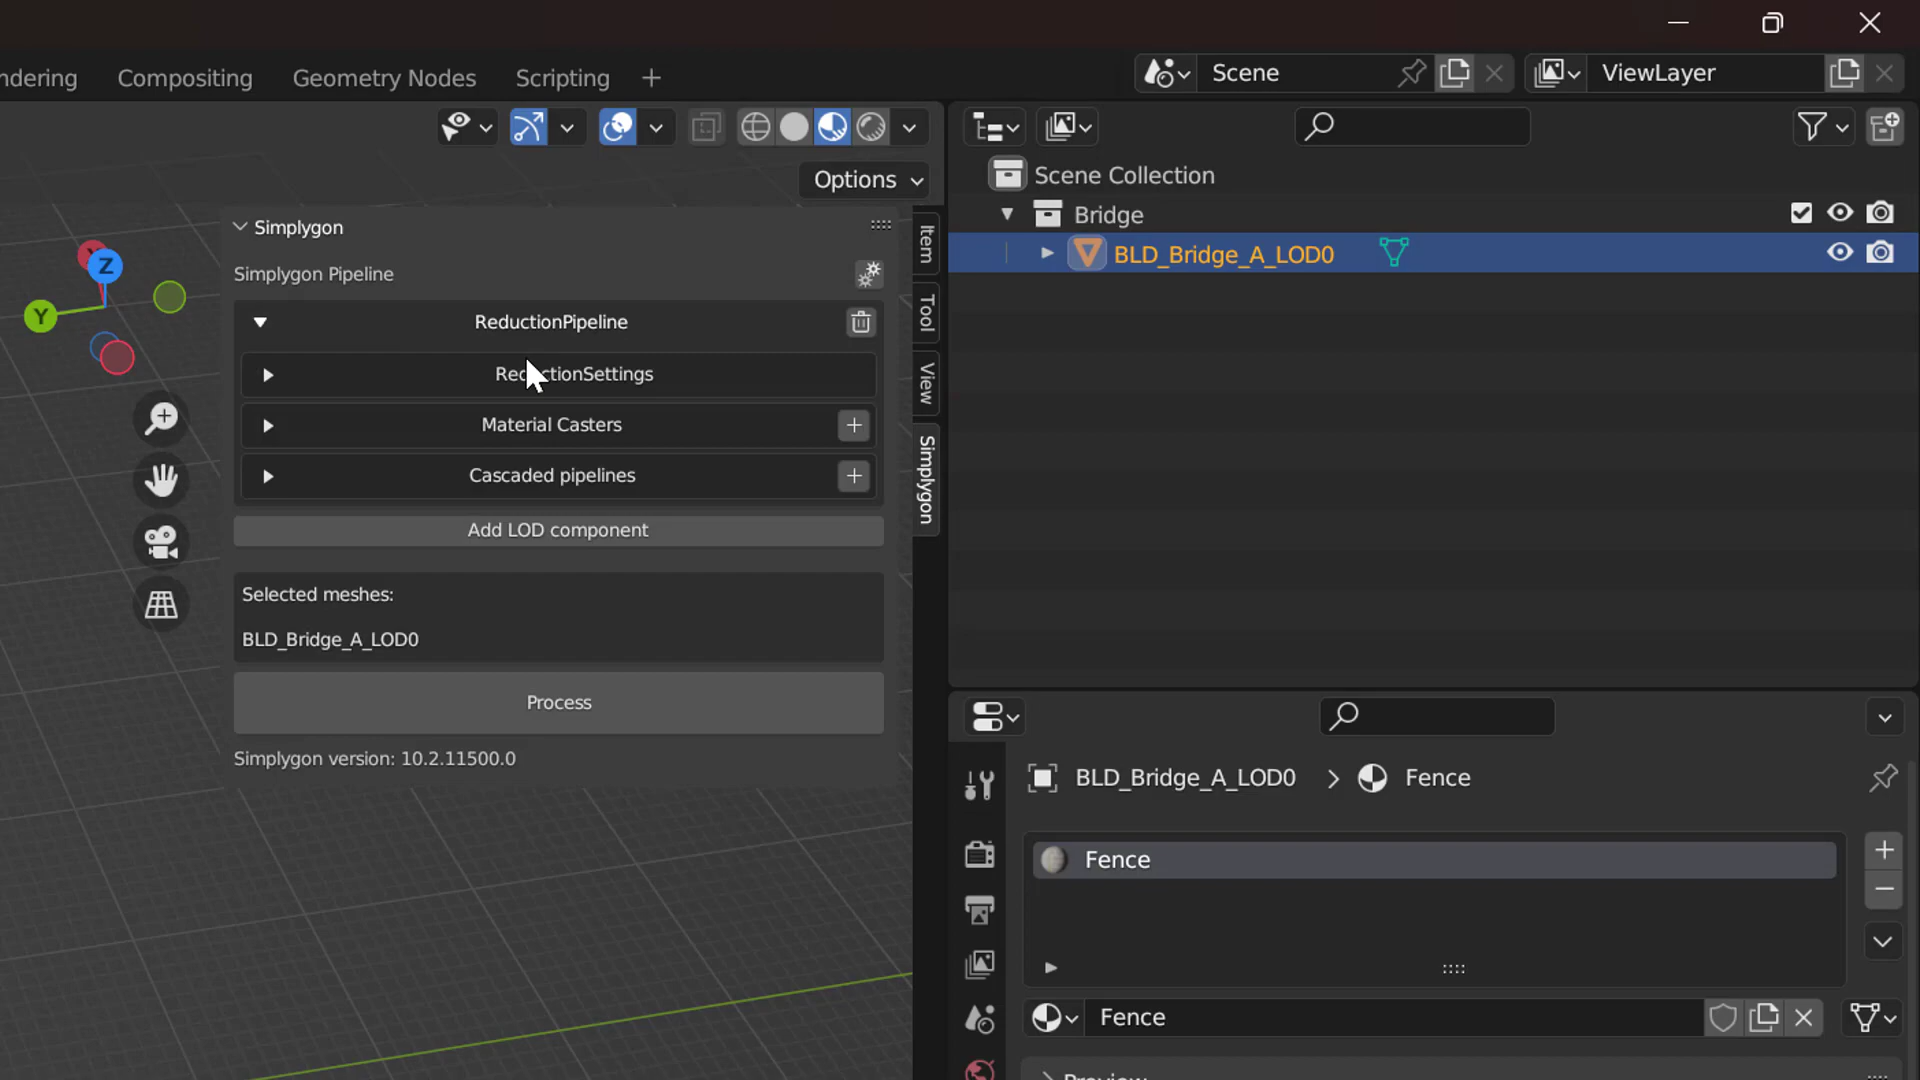 ndering Compositing Geometry Nodes Scripting +
Scene
ViewLayer
Options
Scene Collection
Bridge
BLD_Bridge_A_LOD0
Simplygon
Simplygon Pipeline
ReductionPipeline
ReductionSettings
Material Casters
Cascaded pipelines
Add LOD component
Selected meshes:
BLD_Bridge_A_LOD0
Process
Simplygon version: 10.2.11500.0
Z
Y
Item
Tool
View
Simplygon
BLD_Bridge_A_LOD0 > Fence
Fence
Fence
Preview